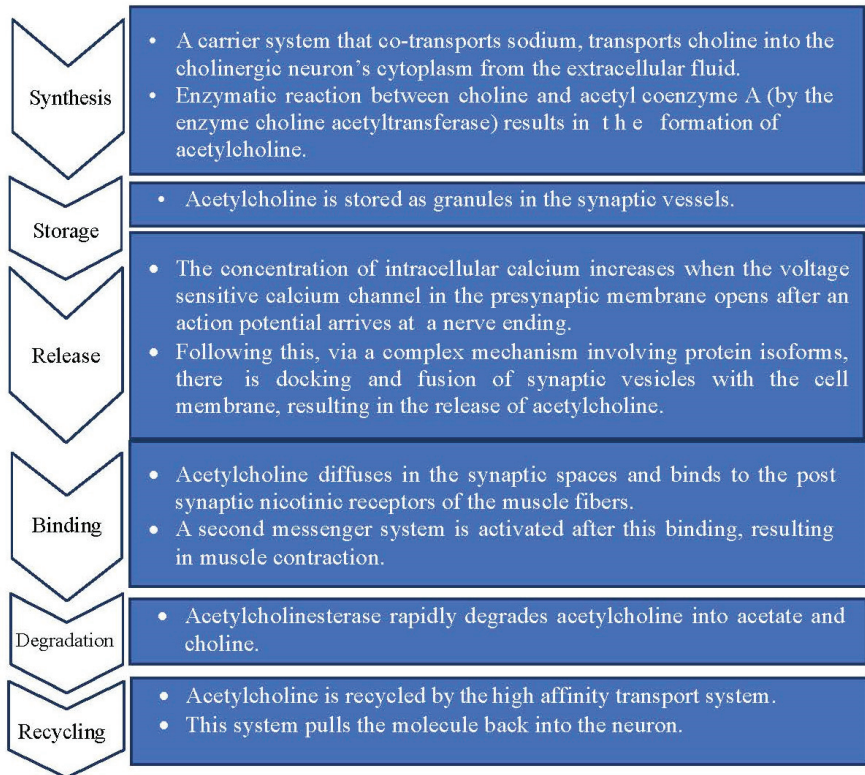 Synthesis
• A carrier system that co-transports sodium, transports choline into the
cholinergic neuron's cytoplasm from the extracellular fluid.
• Enzymatic reaction between choline and acetyl coenzyme A (by the
enzyme choline acetyltransferase) results in t h e formation of
acetylcholine.
Storage
• Acetylcholine is stored as granules in the synaptic vessels.
Release
• The concentration of intracellular calcium increases when the voltage
sensitive calcium channel in the presynaptic membrane opens after an
action potential arrives at a nerve ending.
• Following this, via a complex mechanism involving protein isoforms,
there is docking and fusion of synaptic vesicles with the cell
membrane, resulting in the release of acetylcholine.
Binding
• Acetylcholine diffuses in the synaptic spaces and binds to the post
synaptic nicotinic receptors of the muscle fibers.
• A second messenger system is activated after this binding, resulting
in muscle contraction.
Degradation
• Acetylcholinesterase rapidly degrades acetylcholine into acetate and
choline.
Recycling
• Acetylcholine is recycled by the high affinity transport system.
• This system pulls the molecule back into the neuron.